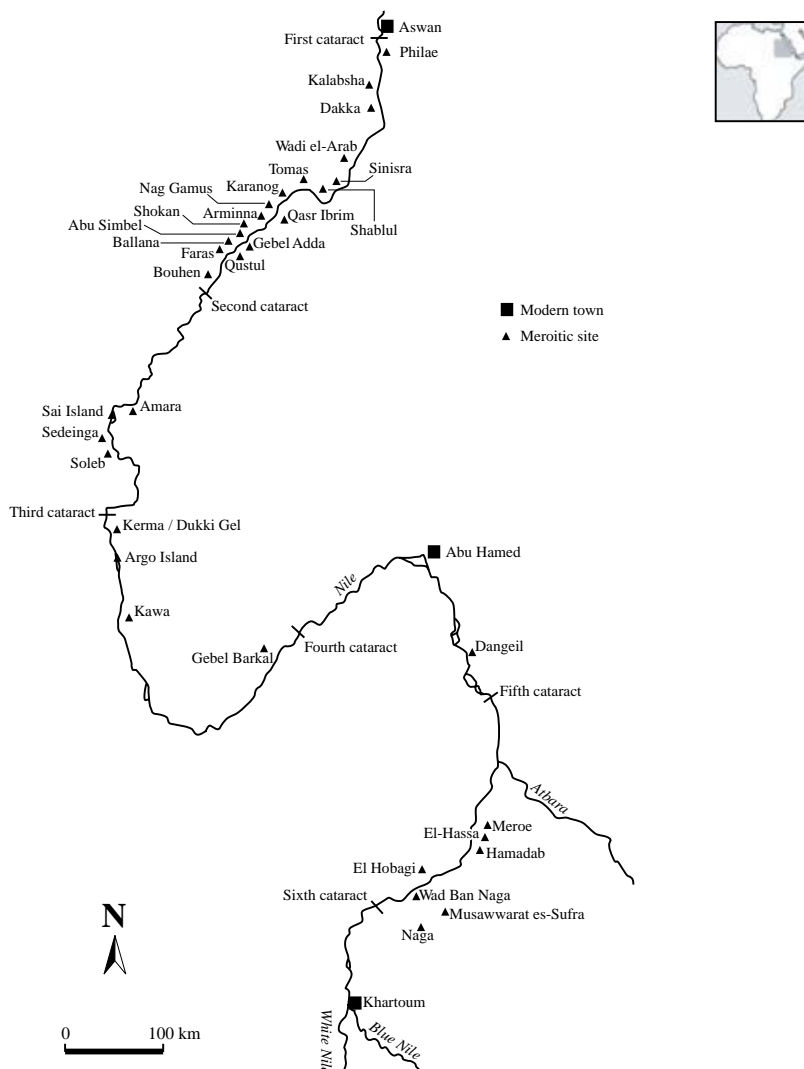 Aswan
First cataract
Philae
Kalabsha
Dakka
Wadi el-Arab
Tomas
Sinisra
Nag Gamus
Karanog
Shokan
Arminna
Qasr Ibrim
Shablul
Abu Simbel
Ballana
Gebel Adda
Faras
Qustul
Bouhen
Second cataract
Modern town
Meroitic site
Sai Island
Amara
Sedeinga
Soleb
Third cataract
Kerma / Dukki Gel
Argo Island
Abu Hamed
Nile
Kawa
Fourth cataract
Gebel Barkal
Dangeil
Fifth cataract
Atbara
Meroe
El-Hassa
Hamadab
El Hobagi
Sixth cataract
Wad Ban Naga
Musawwarat es-Sufra
Naga
N
Khartoum
0 100 km
White Nile
Blue Nile